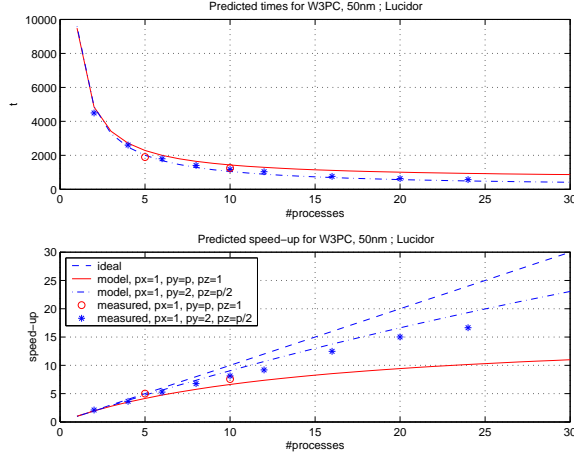 Predicted times for W3PC, 50nm ; Lucidor
10000
8000
6000
4000
2000
0
t
0 5 10 15 20 25 30
#processes
Predicted speed-up for W3PC, 50nm ; Lucidor
30
25
20
15
10
5
0
speed-up
ideal
model, px=1, py=p, pz=1
model, px=1, py=2, pz=p/2
measured, px=1, py=p, pz=1
measured, px=1, py=2, pz=p/2
0 5 10 15 20 25 30
#processes